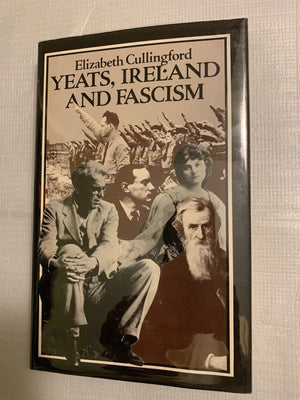 Elizabeth Cullingford
YEATS, IRELAND
AND FASCISM